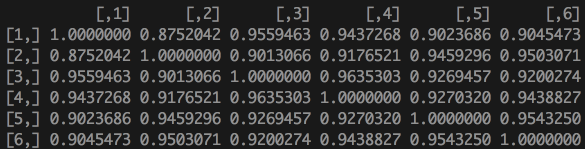 [,1] [,2] [,3] [,4] [,5] [,6]
[1,] 1.0000000 0.8752042 0.9559463 0.9437268 0.9023686 0.9045473
[2,] 0.8752042 1.0000000 0.9013066 0.9176521 0.9459296 0.9503071
[3,] 0.9559463 0.9013066 1.0000000 0.9635303 0.9269457 0.9200274
[4,] 0.9437268 0.9176521 0.9635303 1.0000000 0.9270320 0.9438827
[5,] 0.9023686 0.9459296 0.9269457 0.9270320 1.0000000 0.9543250
[6,] 0.9045473 0.9503071 0.9200274 0.9438827 0.9543250 1.0000000